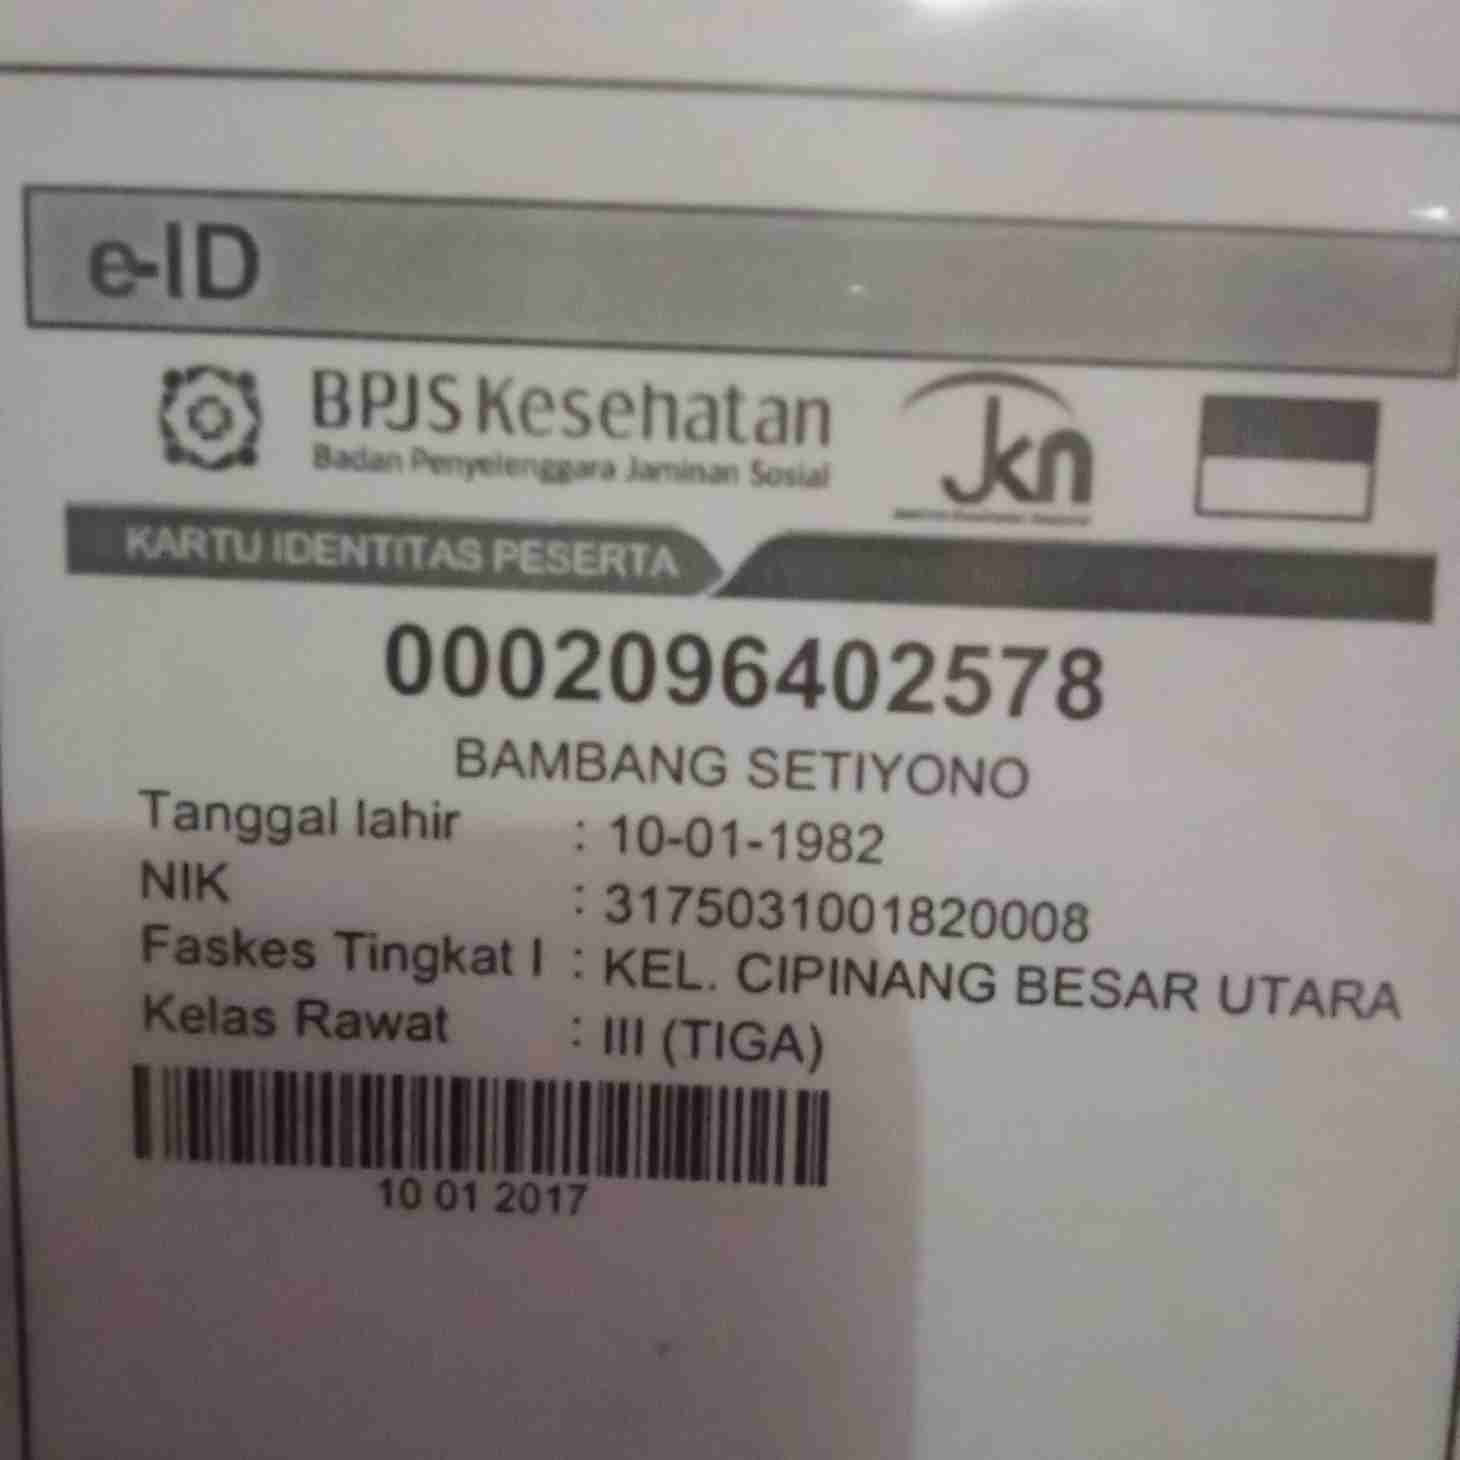 e-ID
BPJS Kesehatan
Badan Penyelenggara Jaminan Sosial
jkn
KARTU IDENTITAS PESERTA
0002096402578
BAMBANG SETIYONO
Tanggal lahir : 10-01-1982
NIK : 3175031001820008
Faskes Tingkat I : KEL. CIPINANG BESAR UTARA
Kelas Rawat : III (TIGA)
10 01 2017